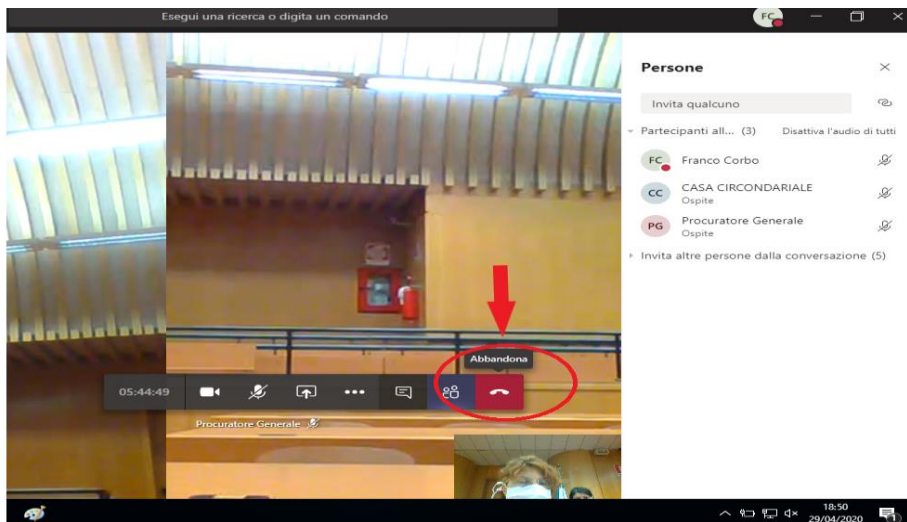 Esegui una ricerca o digita un comando
FC
Persone
Invita qualcuno
Partecipanti all... (3) Disattiva l'audio di tutti
FC Franco Corbo
CC CASA CIRCONDARIALE
Ospite
PG Procuratore Generale
Ospite
Invita altre persone dalla conversazione (5)
Abbandona
05:44:49
Procuratore Generale
18:50
29/04/2020